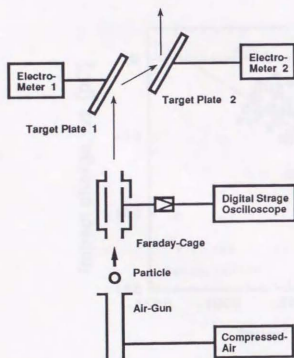 Electro-
Meter 1
Electro-
Meter 2
Target Plate 2
Target Plate 1
Digital Strage
Oscilloscope
Faraday-Cage
Particle
Air-Gun
Compressed-
Air